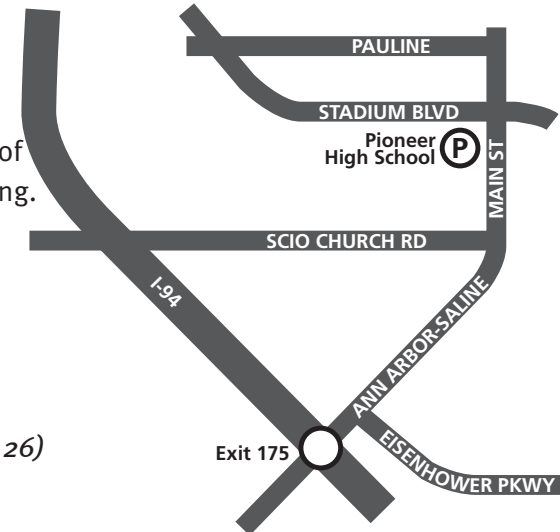 PAULINE
STADIUM BLVD
Pioneer
High School
P
MAIN ST
of
ng.
SCIO CHURCH RD
I-94
ANN ARBOR-SALINE
26)
Exit 175
EISENHOWER PKWY